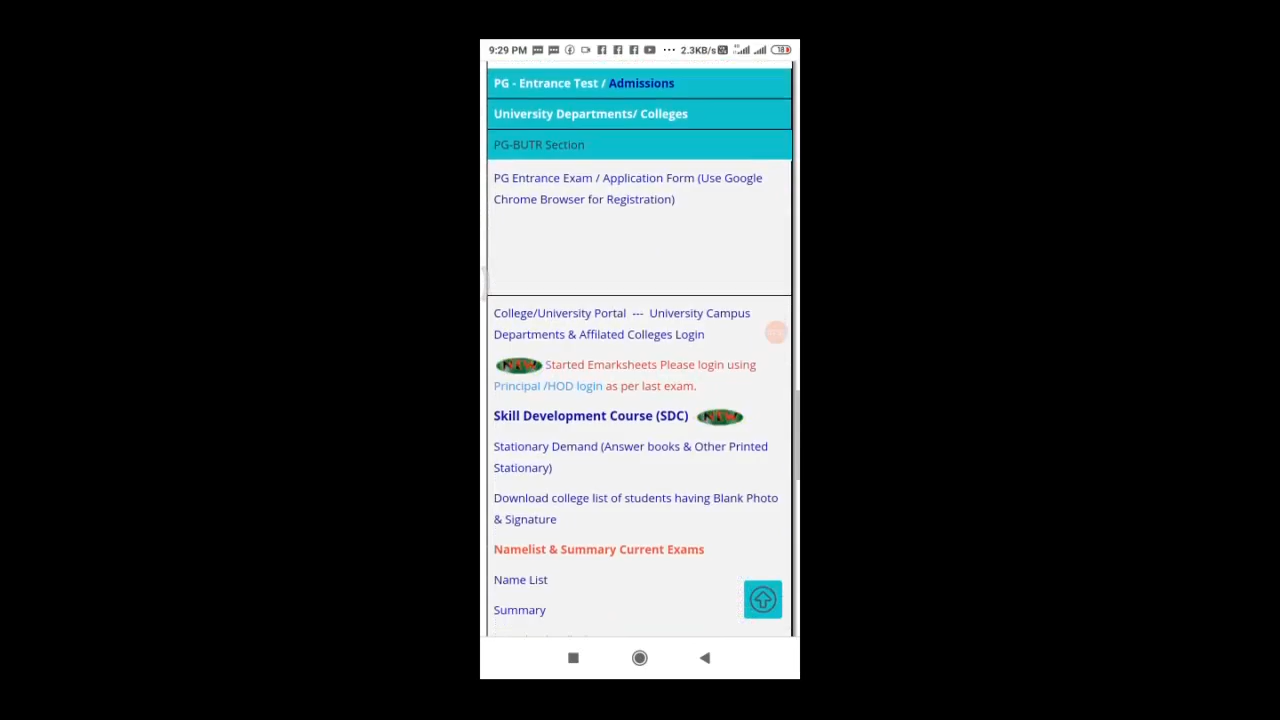 9:29 PM ... 2.3KB/s 18
PG - Entrance Test / Admissions
University Departments/ Colleges
PG-BUTR Section
PG Entrance Exam / Application Form (Use Google
Chrome Browser for Registration)
College/University Portal --- University Campus
Departments & Affilated Colleges Login
NEW Started Emarksheets Please login using
Principal /HOD login as per last exam.
Skill Development Course (SDC) NEW
Stationary Demand (Answer books & Other Printed
Stationary)
Download college list of students having Blank Photo
& Signature
Namelist & Summary Current Exams
Name List
Summary